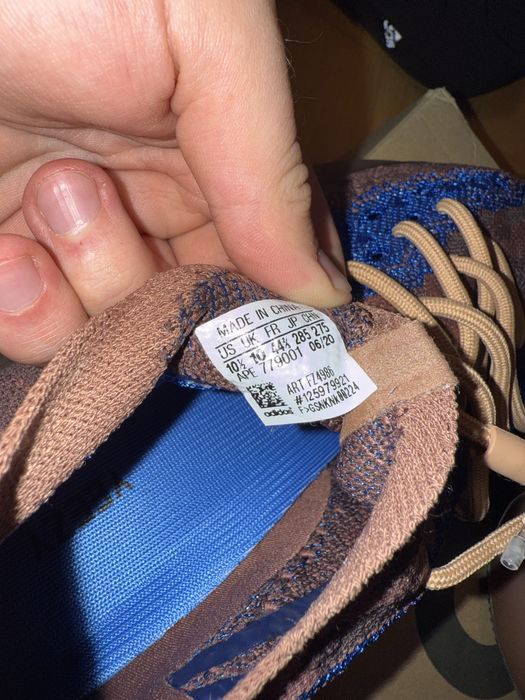 MADE IN CHINA
US UK FR JP CHN
10½ 10 44⅔ 285 275
APE 779001 06/20
ART FZ4986
#125979921
adidas